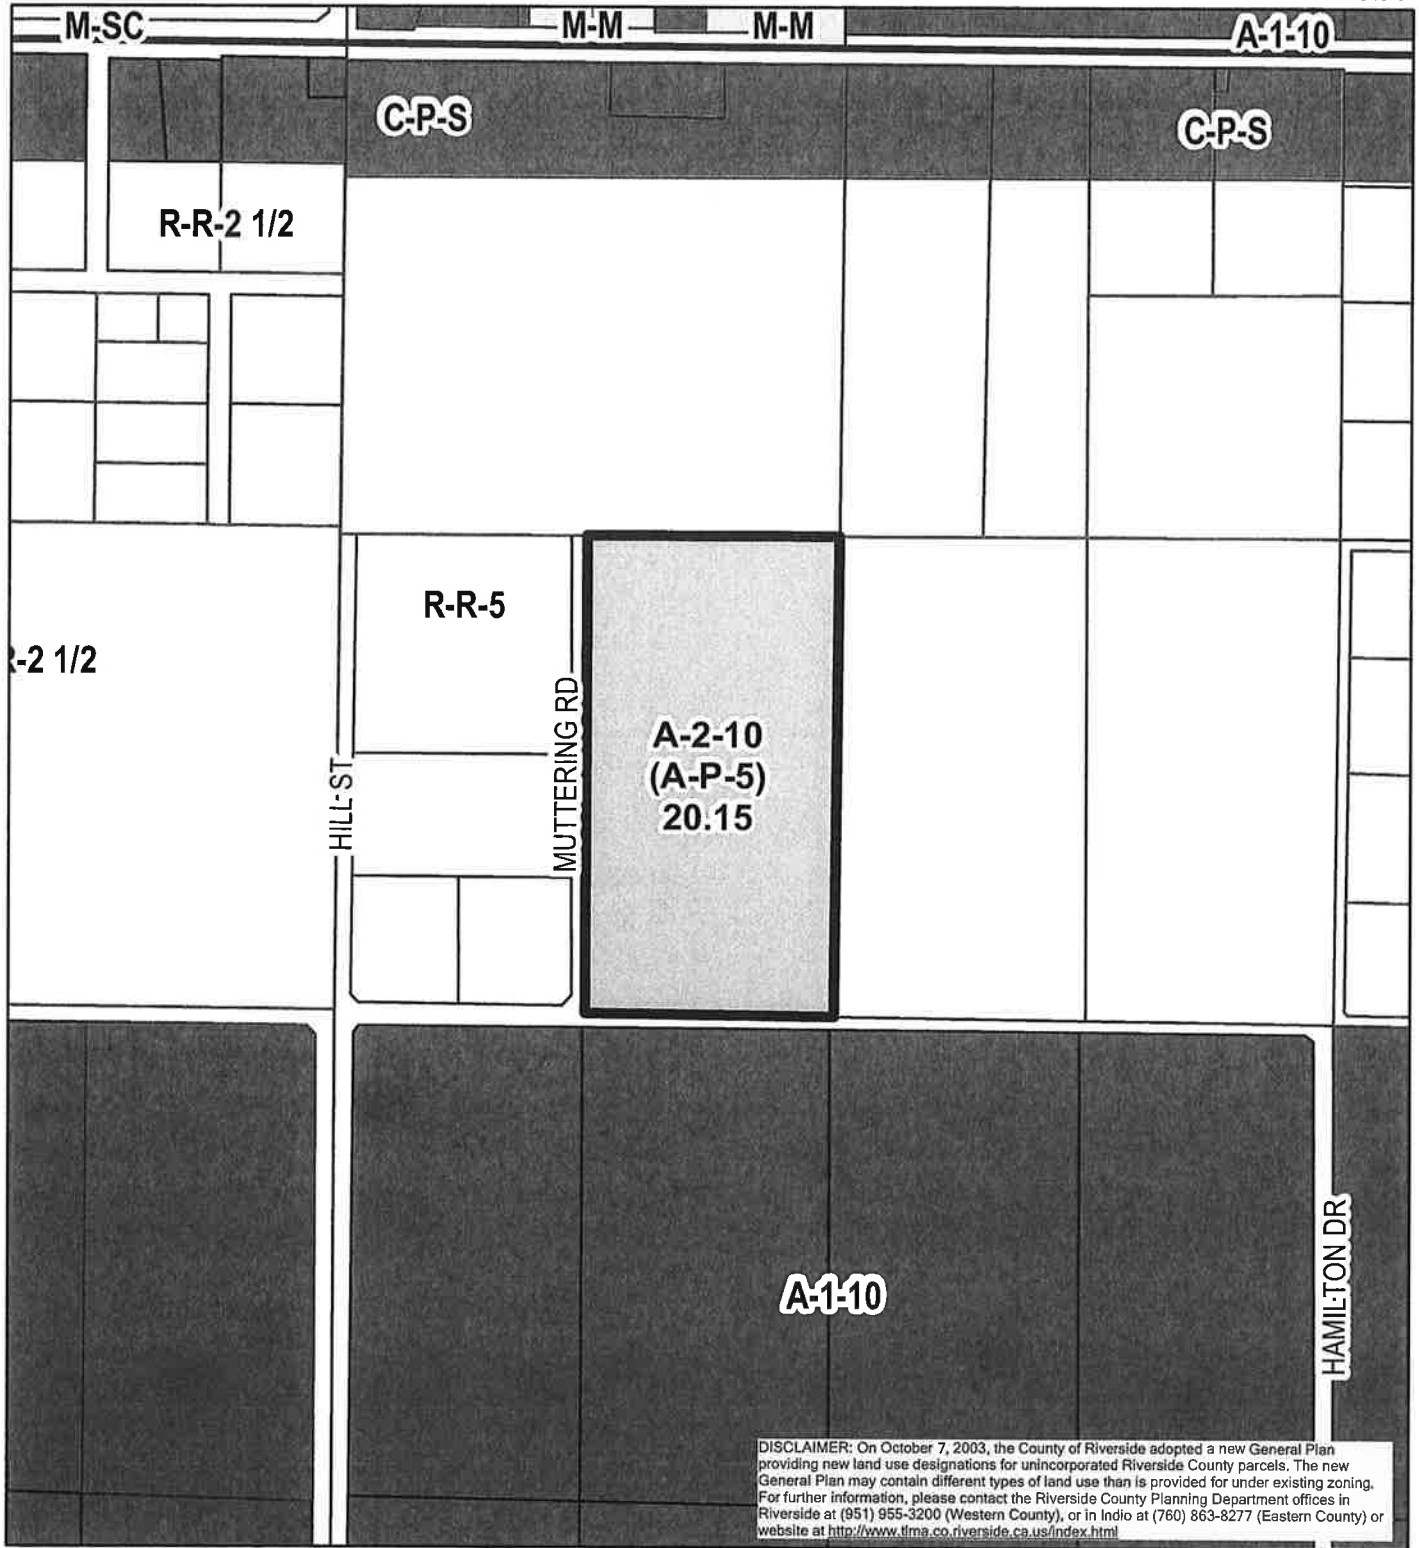 M-SC
M-M
M-M
A-1-10
C-P-S
C-P-S
R-R-2 1/2
R-R-5
-2 1/2
HILL ST
MUTTERING RD
A-2-10
(A-P-5)
20.15
A-1-10
HAMILTON DR
DISCLAIMER: On October 7, 2003, the County of Riverside adopted a new General Plan
providing new land use designations for unincorporated Riverside County parcels. The new
General Plan may contain different types of land use than is provided for under existing zoning.
For further information, please contact the Riverside County Planning Department offices in
Riverside at (951) 955-3200 (Western County), or in Indio at (760) 863-8277 (Eastern County) or
website at http://www.tlma.co.riverside.ca.us/index.html